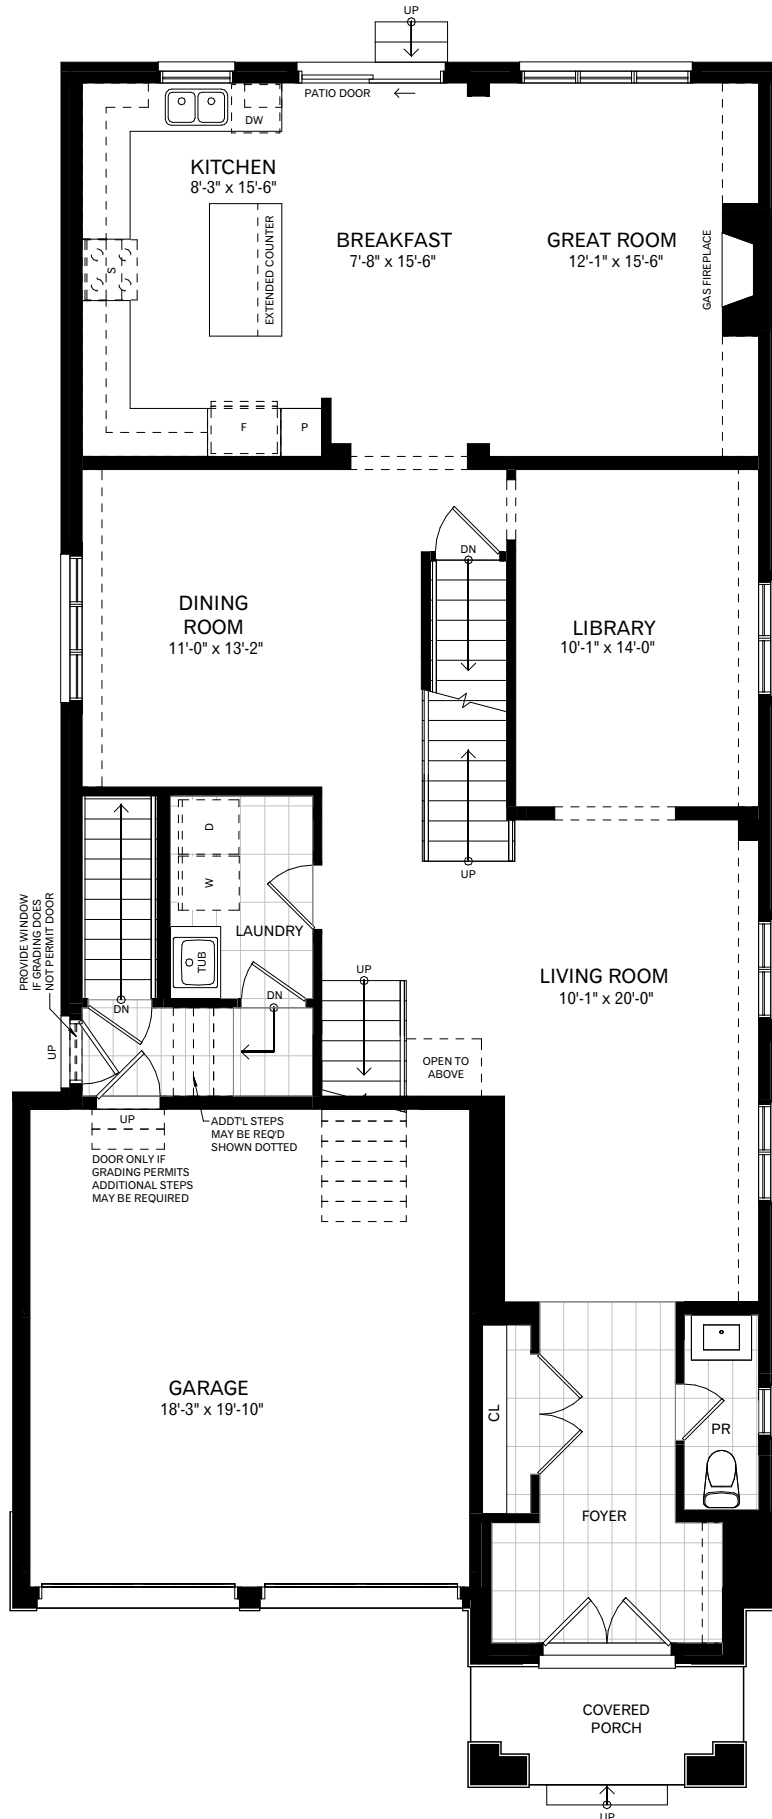 UP
PATIO DOOR
DW
KITCHEN
8'-3" x 15'-6"
BREAKFAST
7'-8" x 15'-6"
GREAT ROOM
12'-1" x 15'-6"
EXTENDED COUNTER
GAS FIREPLACE
S
F
P
DN
DINING
ROOM
11'-0" x 13'-2"
LIBRARY
10'-1" x 14'-0"
D
W
UP
PROVIDE WINDOW
IF GRADING DOES
NOT PERMIT DOOR
LAUNDRY
TUB
UP
LIVING ROOM
10'-1" x 20'-0"
DN
DN
UP
OPEN TO
ABOVE
UP
ADDT'L STEPS
MAY BE REQ'D
SHOWN DOTTED
DOOR ONLY IF
GRADING PERMITS
ADDITIONAL STEPS
MAY BE REQUIRED
GARAGE
18'-3" x 19'-10"
CL
PR
FOYER
COVERED
PORCH
UP